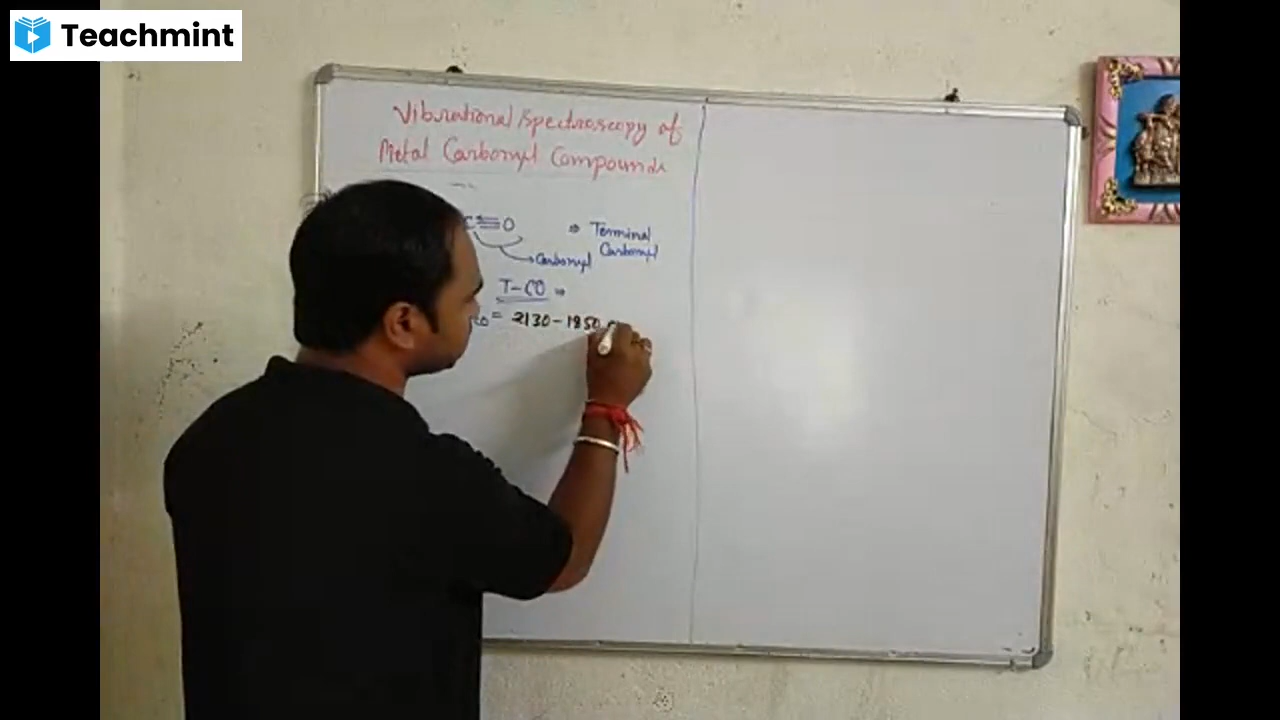 Teachmint
Vibrational spectroscopy of
Metal Carbonyl Compounds
C≡O ⇒ Terminal
Carbonyl
→Carbonyl
T-CO ⇒
= 2130-1850